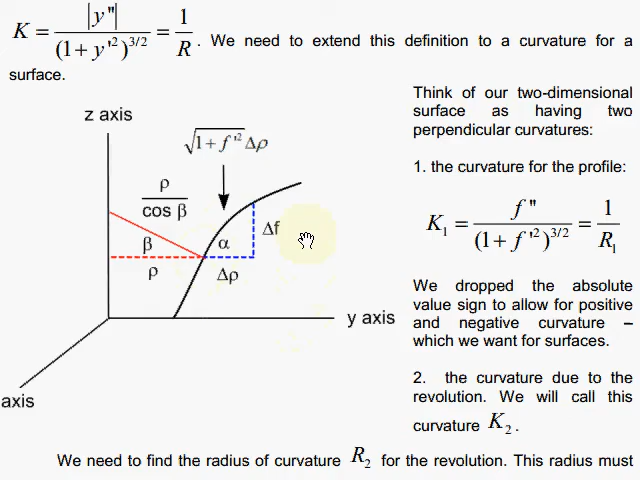 K = |y"| / (1 + y'²)^{3/2} = 1/R . We need to extend this definition to a curvature for a
surface.
z axis
√(1 + f'²) Δρ
ρ / cos β
β
α
Δf
ρ
Δρ
y axis
axis
Think of our two-dimensional
surface as having two
perpendicular curvatures:
1. the curvature for the profile:
K₁ = f" / (1 + f'²)^{3/2} = 1/R₁
We dropped the absolute
value sign to allow for positive
and negative curvature –
which we want for surfaces.
2. the curvature due to the
revolution. We will call this
curvature K₂.
We need to find the radius of curvature R₂ for the revolution. This radius must